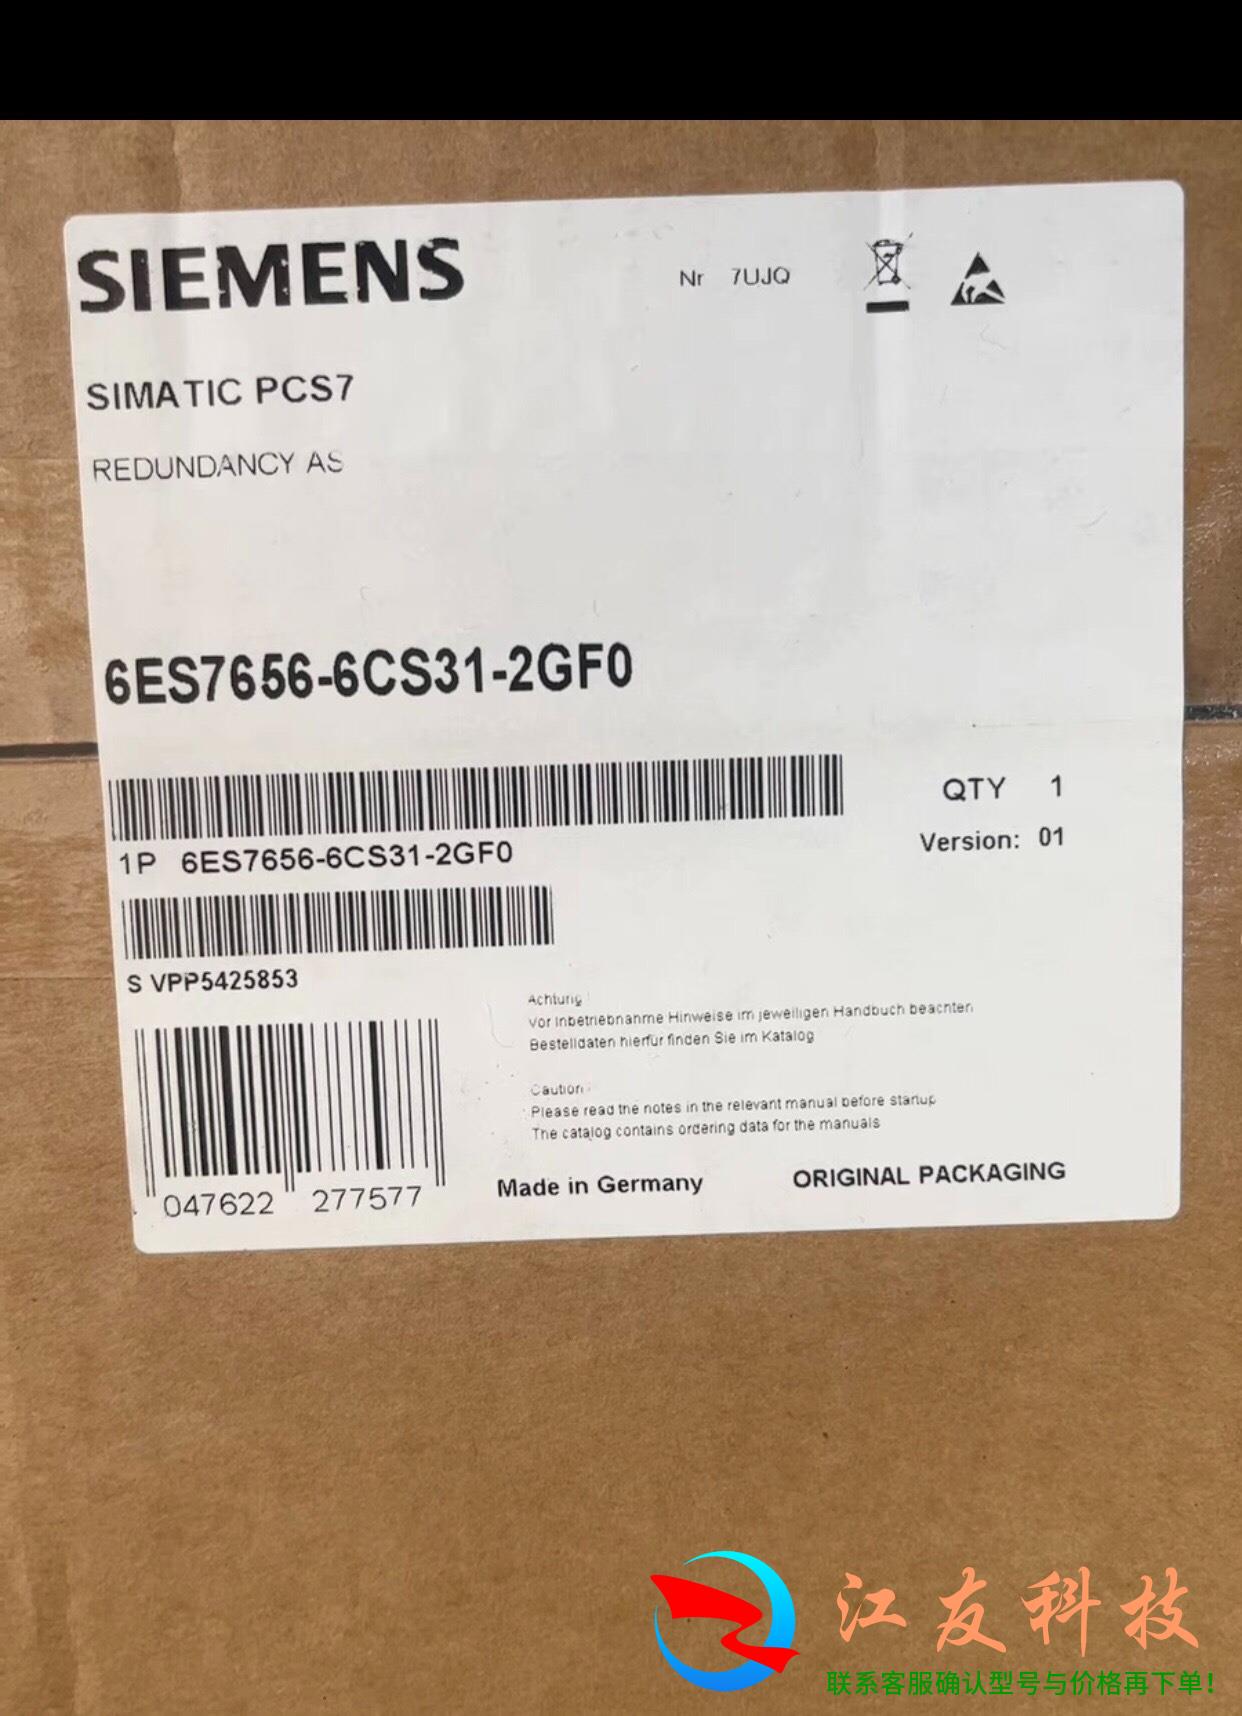 SIEMENS
Nr 7UJQ
SIMATIC PCS7
REDUNDANCY AS
6ES7656-6CS31-2GF0
1P 6ES7656-6CS31-2GF0
QTY 1
Version: 01
S VPP5425853
Achtung
Vor Inbetriebnahme Hinweise im jeweiligen Handbuch beachten
Bestelldaten hierfür finden Sie im Katalog
Caution:
Please read the notes in the relevant manual before startup
The catalog contains ordering data for the manuals
047622 277577
Made in Germany
ORIGINAL PACKAGING
江友科技
联系客服确认型号与价格再下单!